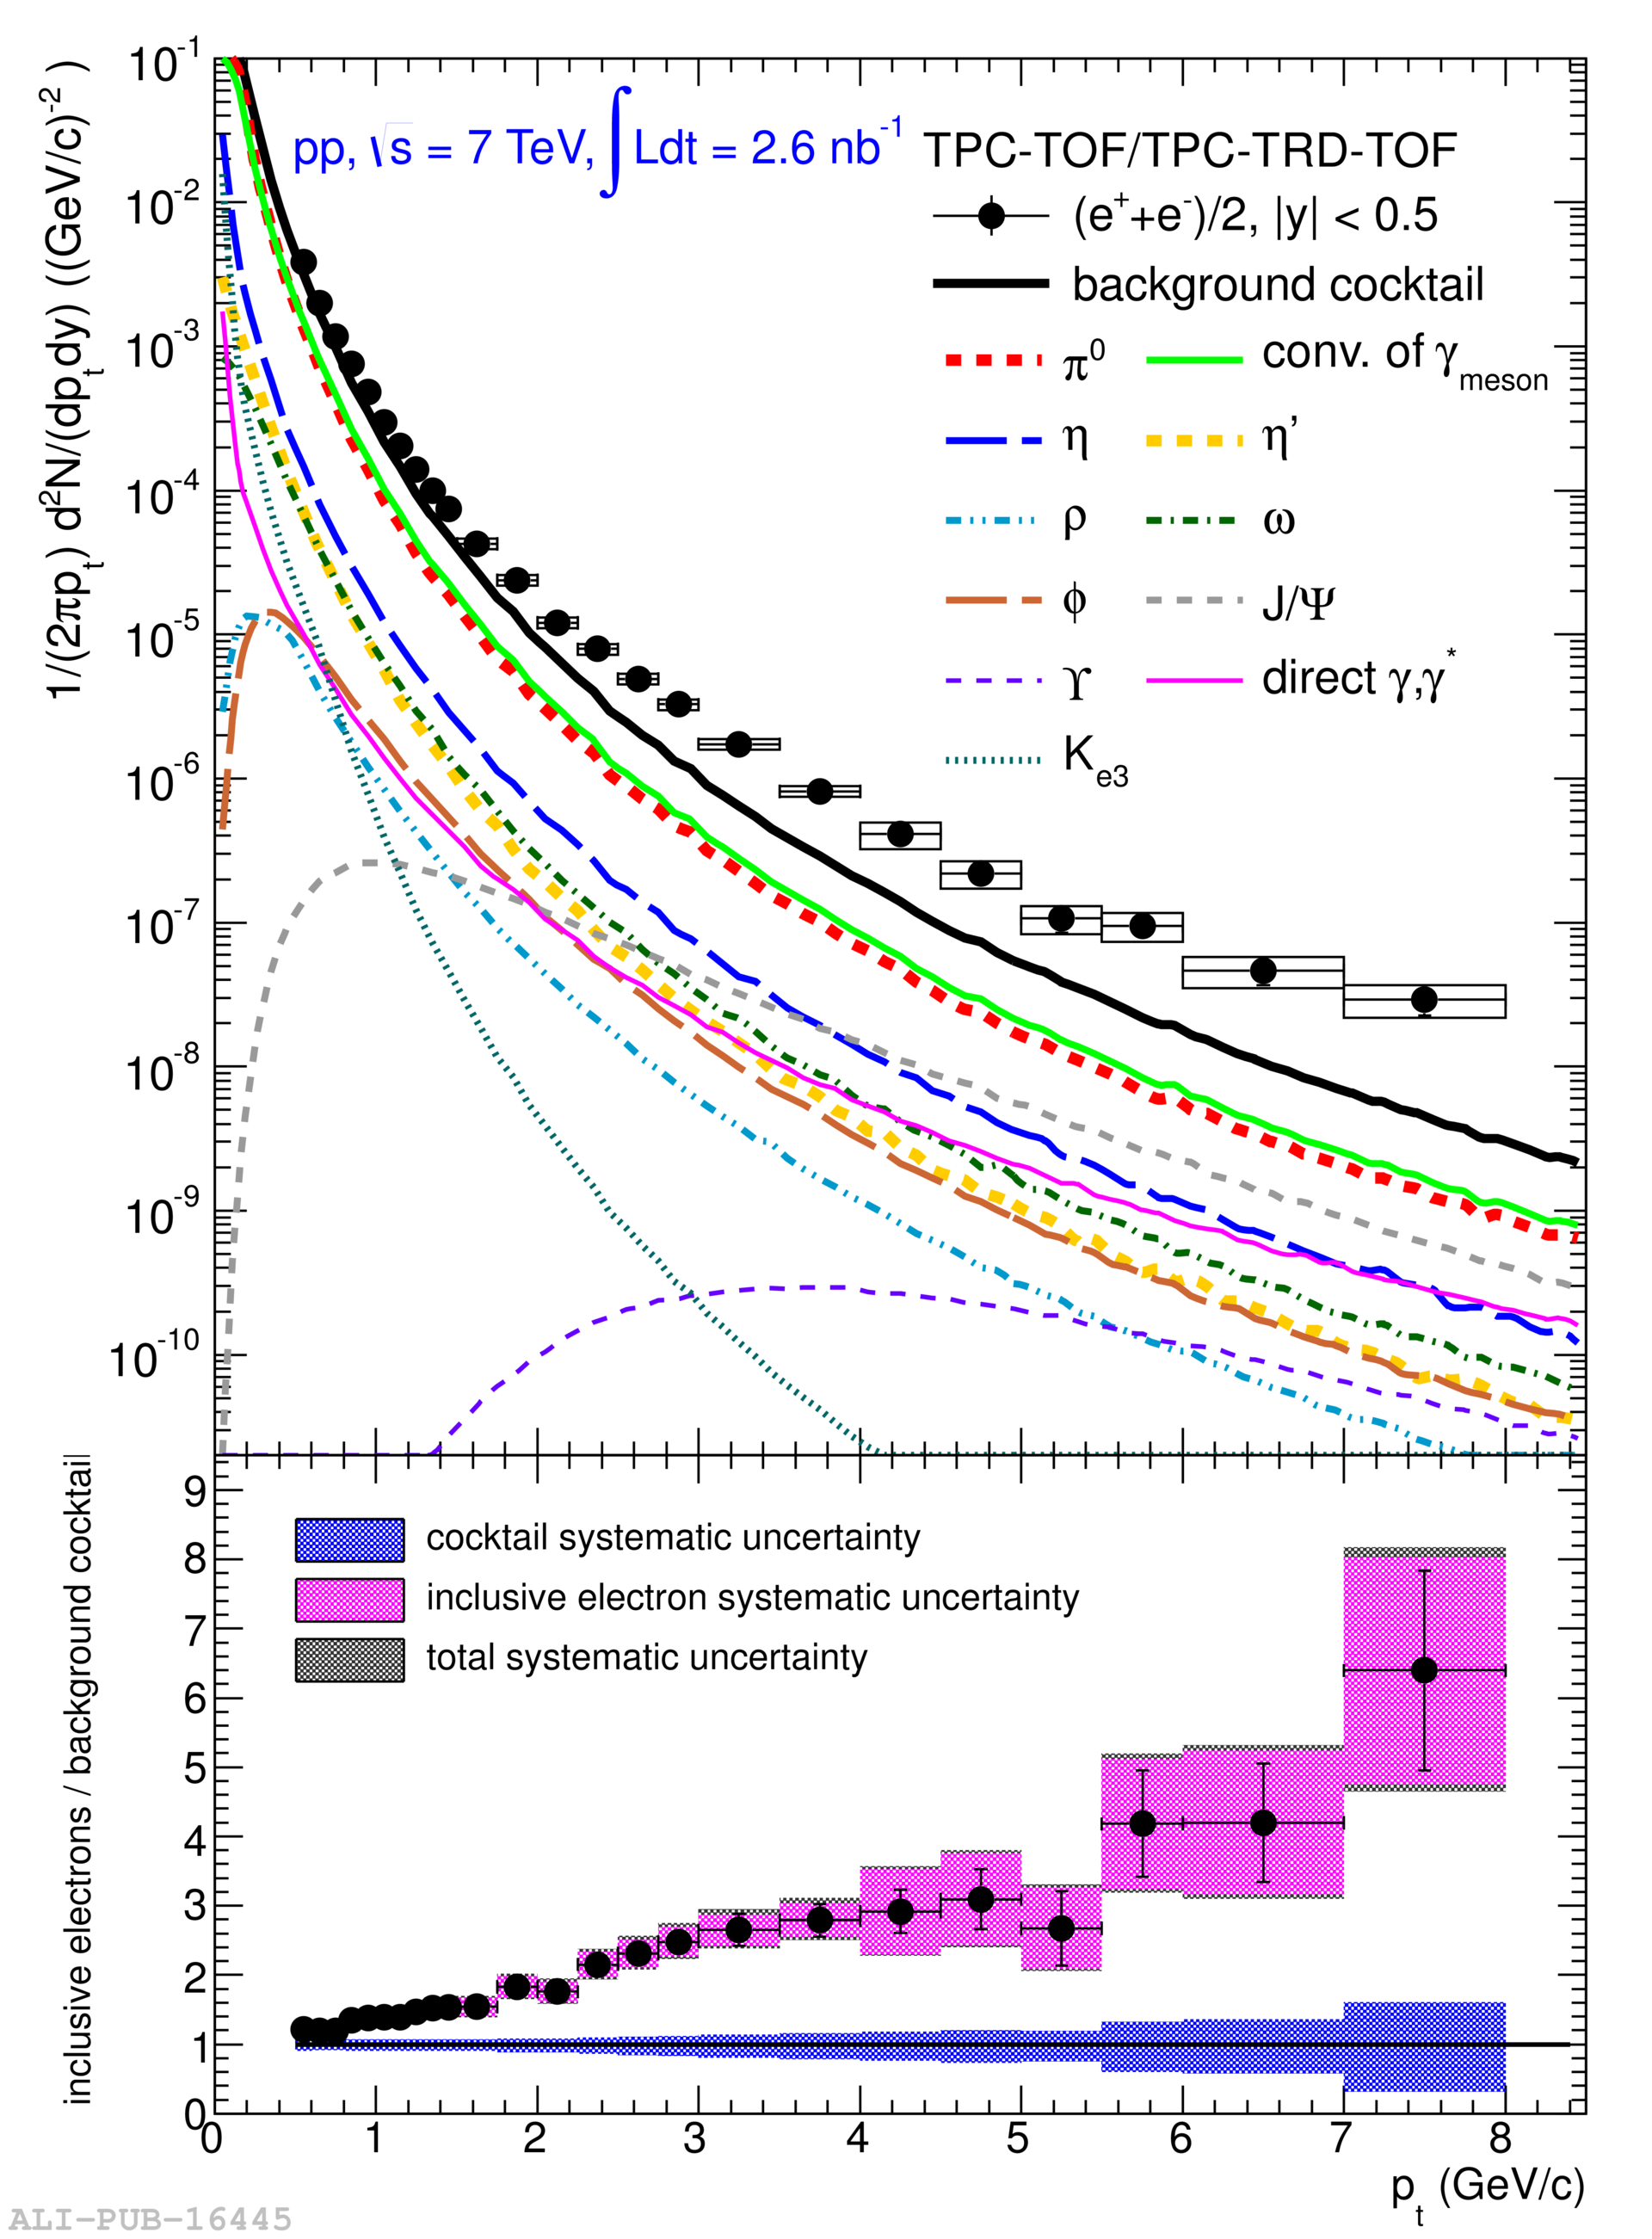 1/(2πp_t) d²N/(dp_t dy) ((GeV/c)⁻²)
10⁻¹
10⁻²
10⁻³
10⁻⁴
10⁻⁵
10⁻⁶
10⁻⁷
10⁻⁸
10⁻⁹
10⁻¹⁰
pp, √s = 7 TeV, ∫Ldt = 2.6 nb⁻¹ TPC-TOF/TPC-TRD-TOF
(e⁺+e⁻)/2, |y| < 0.5
background cocktail
π⁰ conv. of γ_meson
η η’
ρ ω
ϕ J/Ψ
ϒ direct γ,γ*
K_e3
inclusive electrons / background cocktail
9
8
7
6
5
4
3
2
1
0
cocktail systematic uncertainty
inclusive electron systematic uncertainty
total systematic uncertainty
0 1 2 3 4 5 6 7 8
p_t (GeV/c)
ALI-PUB-16445